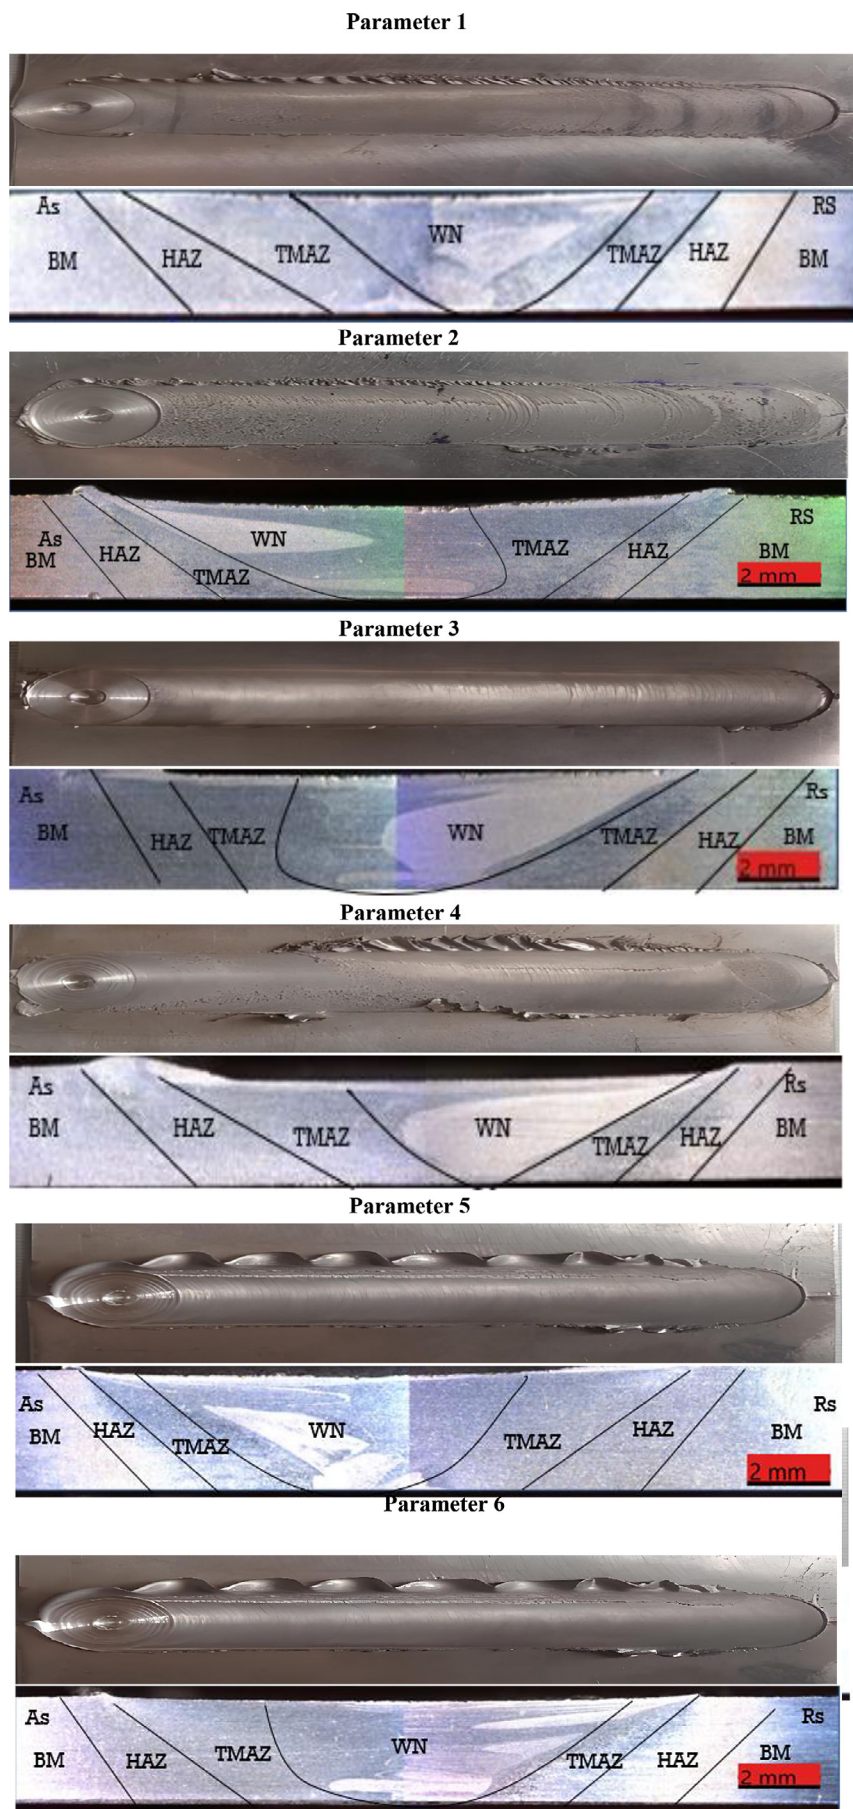 Parameter 1
As RS
WN
BM HAZ TMAZ TMAZ HAZ BM
Parameter 2
RS
As WN TMAZ
BM HAZ HAZ BM
TMAZ 2 mm
Parameter 3
As Rs
BM HAZ TMAZ WN TMAZ HAZ BM
2 mm
Parameter 4
As Rs
BM HAZ TMAZ WN TMAZ HAZ BM
Parameter 5
As Rs
BM HAZ TMAZ WN TMAZ HAZ BM
2 mm
Parameter 6
As Rs
BM HAZ TMAZ WN TMAZ HAZ BM
2 mm